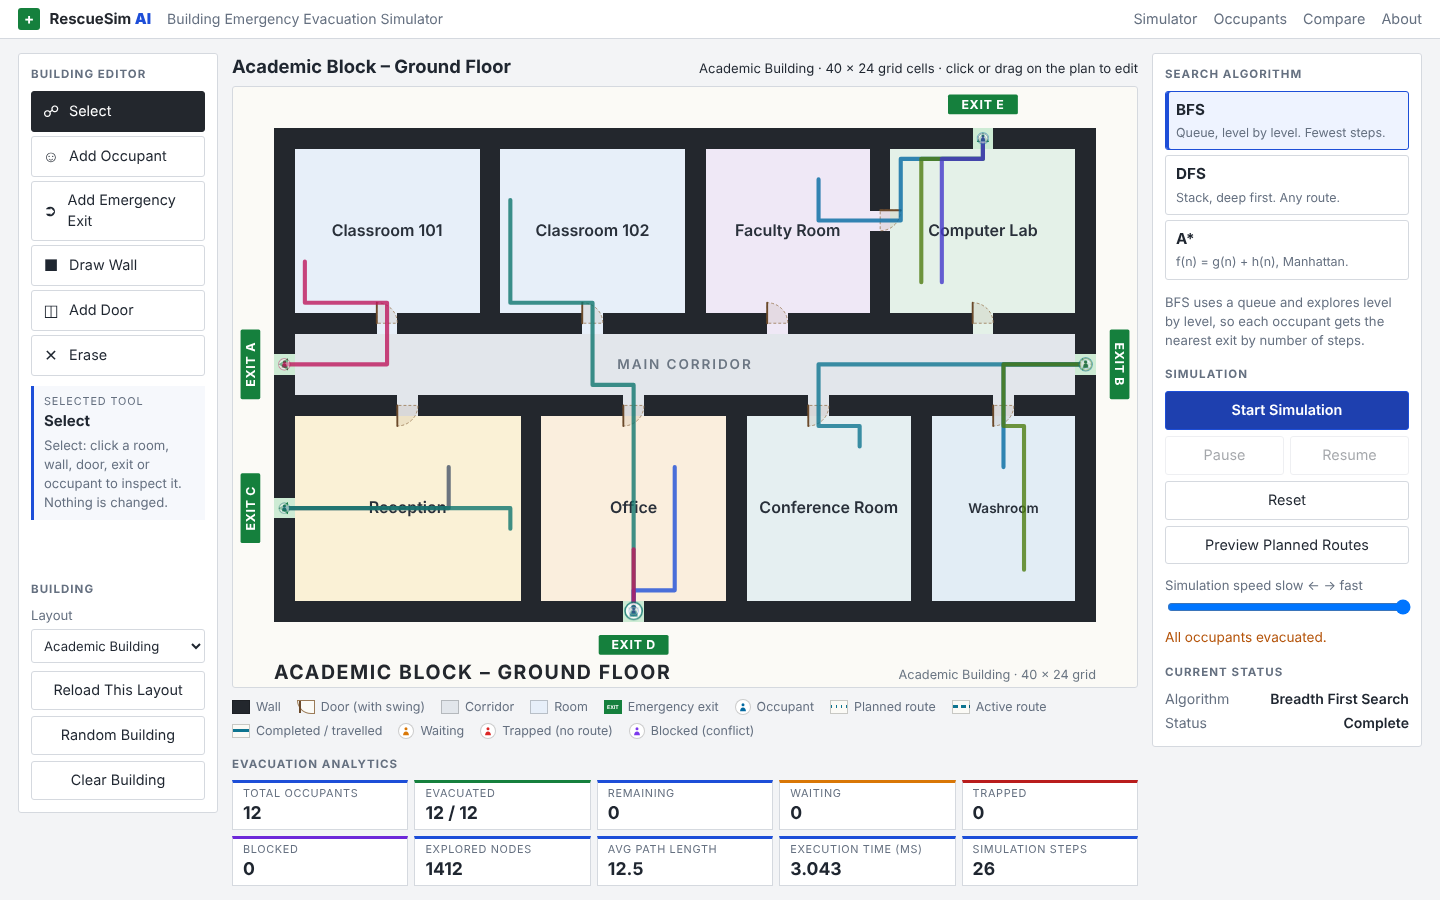 RescueSim AI
Building Emergency Evacuation Simulator
Simulator
Occupants
Compare
About
BUILDING EDITOR
Select
Add Occupant
Add Emergency
Exit
Draw Wall
Add Door
Erase
SELECTED TOOL
Select
Select: click a room,
wall, door, exit or
occupant to inspect it.
Nothing is changed.
BUILDING
Layout
Academic Building
Reload This Layout
Random Building
Clear Building
Academic Block – Ground Floor
Academic Building · 40 × 24 grid cells · click or drag on the plan to edit
EXIT E
Classroom 101
Classroom 102
Faculty Room
Computer Lab
EXIT A
MAIN CORRIDOR
EXIT B
EXIT C
Reception
Office
Conference Room
Washroom
EXIT D
ACADEMIC BLOCK – GROUND FLOOR
Academic Building · 40 × 24 grid
Wall
Door (with swing)
Corridor
Room
EXIT
Emergency exit
Occupant
Planned route
Active route
Completed / travelled
Waiting
Trapped (no route)
Blocked (conflict)
EVACUATION ANALYTICS
TOTAL OCCUPANTS
12
EVACUATED
12 / 12
REMAINING
0
WAITING
0
TRAPPED
0
BLOCKED
0
EXPLORED NODES
1412
AVG PATH LENGTH
12.5
EXECUTION TIME (MS)
3.043
SIMULATION STEPS
26
SEARCH ALGORITHM
BFS
Queue, level by level. Fewest steps.
DFS
Stack, deep first. Any route.
A*
f(n) = g(n) + h(n), Manhattan.
BFS uses a queue and explores level
by level, so each occupant gets the
nearest exit by number of steps.
SIMULATION
Start Simulation
Pause
Resume
Reset
Preview Planned Routes
Simulation speed slow ← → fast
All occupants evacuated.
CURRENT STATUS
Algorithm
Breadth First Search
Status
Complete